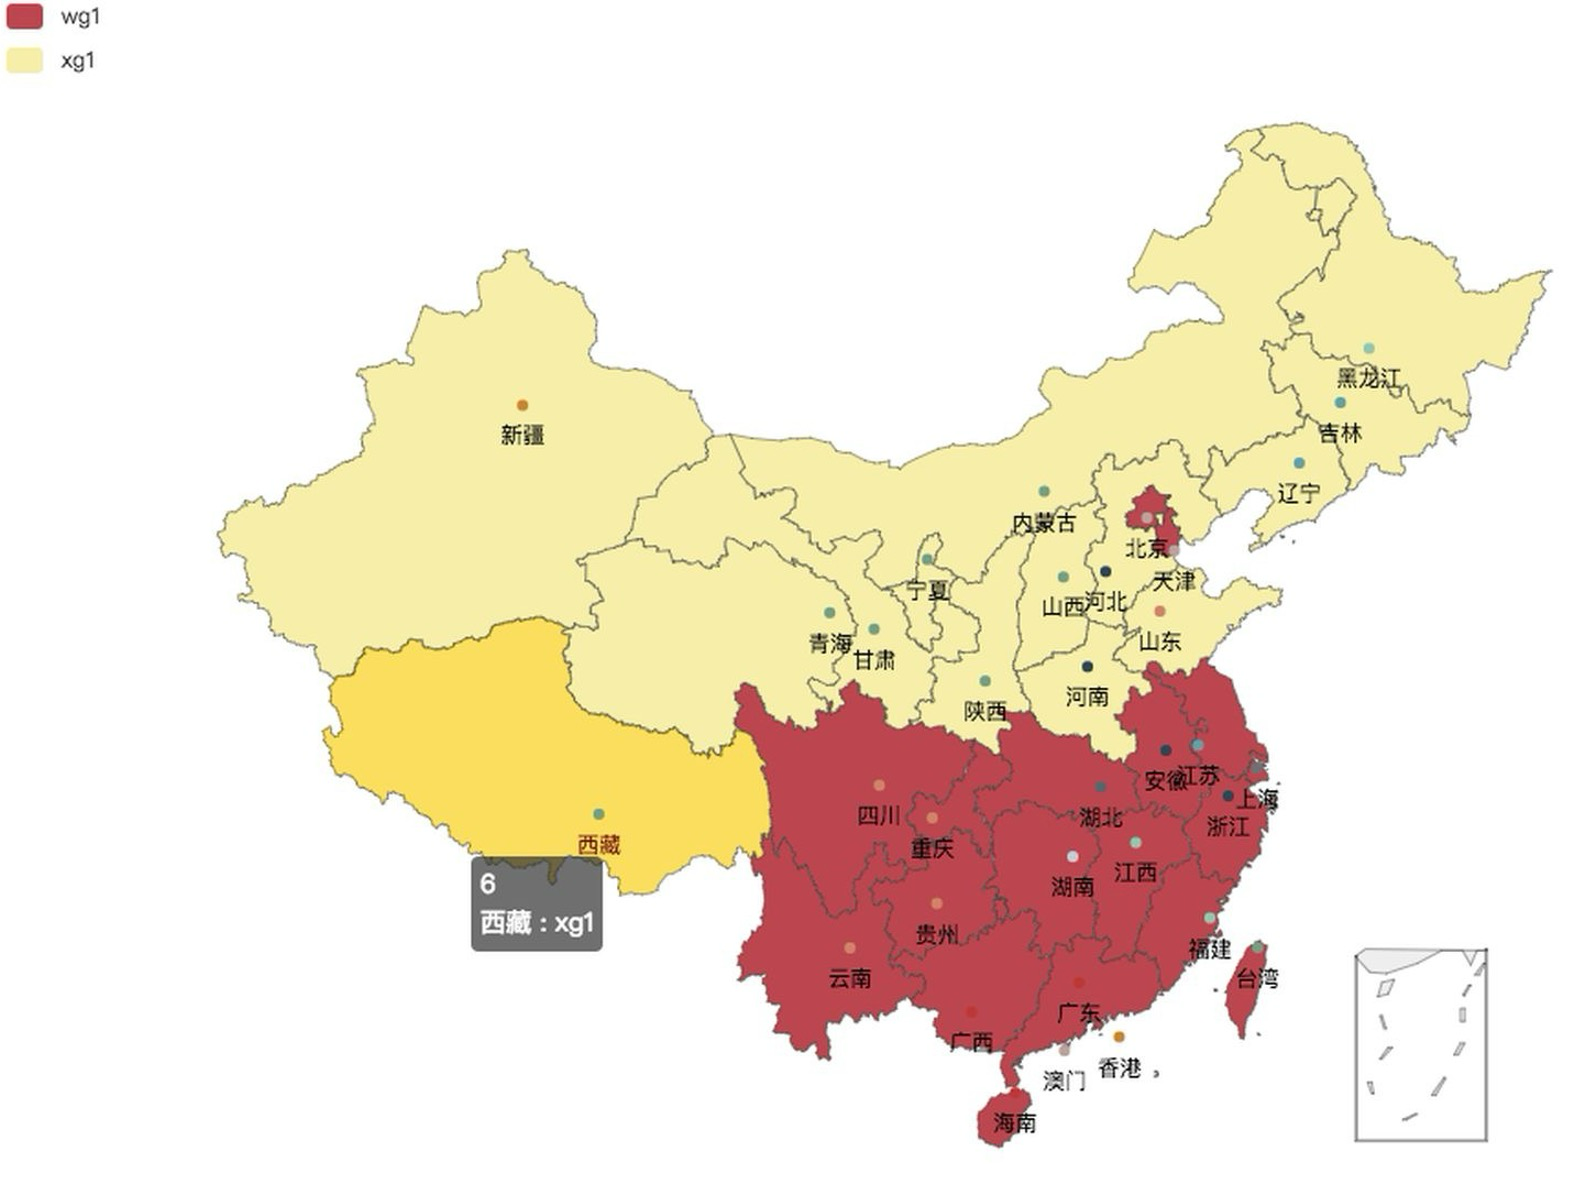 wg1
xg1
黑龙江
吉林
新疆
辽宁
内蒙古
北京
天津
宁夏
山西
河北
青海
甘肃
山东
陕西
河南
安徽
江苏
上海
四川
湖北
浙江
西藏
重庆
江西
湖南
6
西藏：xg1
贵州
福建
云南
台湾
广东
广西
香港
澳门
海南